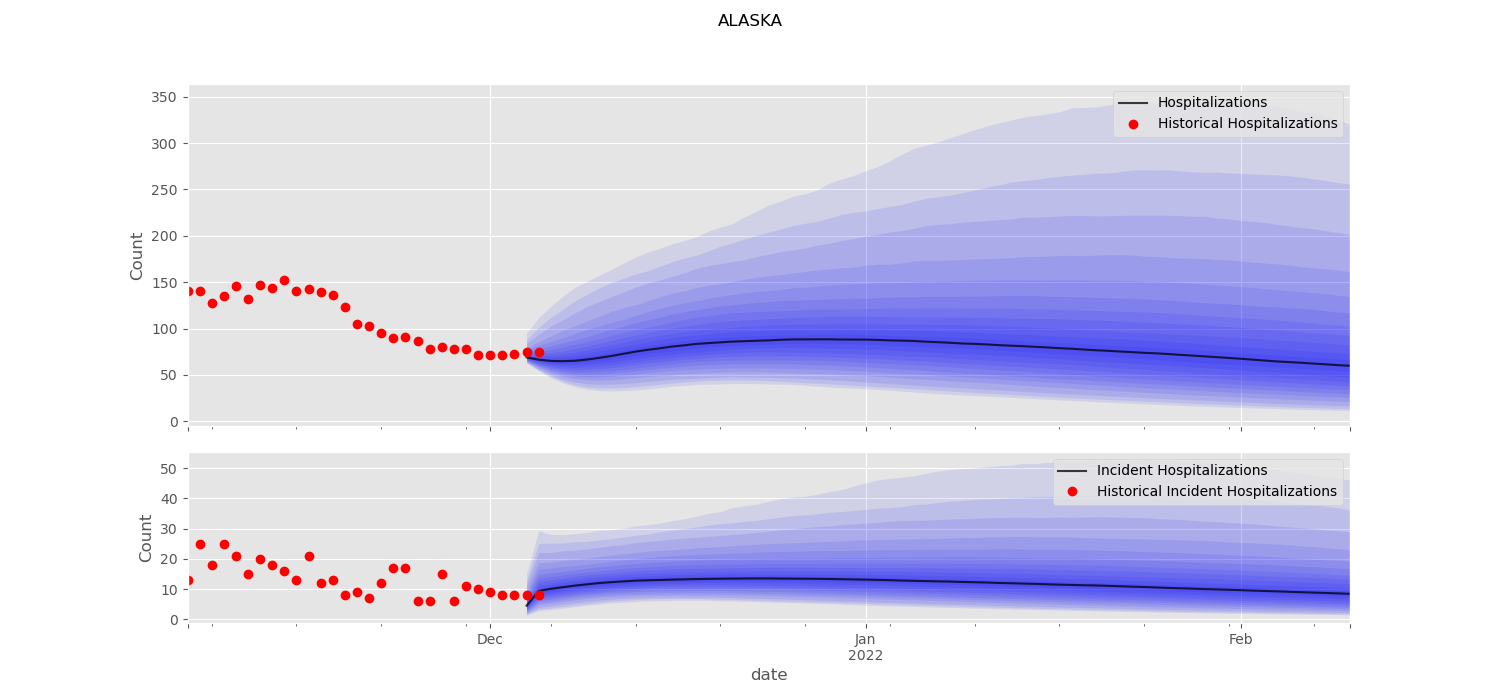 ALASKA
350
300
250
200
150
100
50
0
Count
Hospitalizations
Historical Hospitalizations
50
40
30
20
10
0
Count
Incident Hospitalizations
Historical Incident Hospitalizations
Dec
Jan
2022
Feb
date